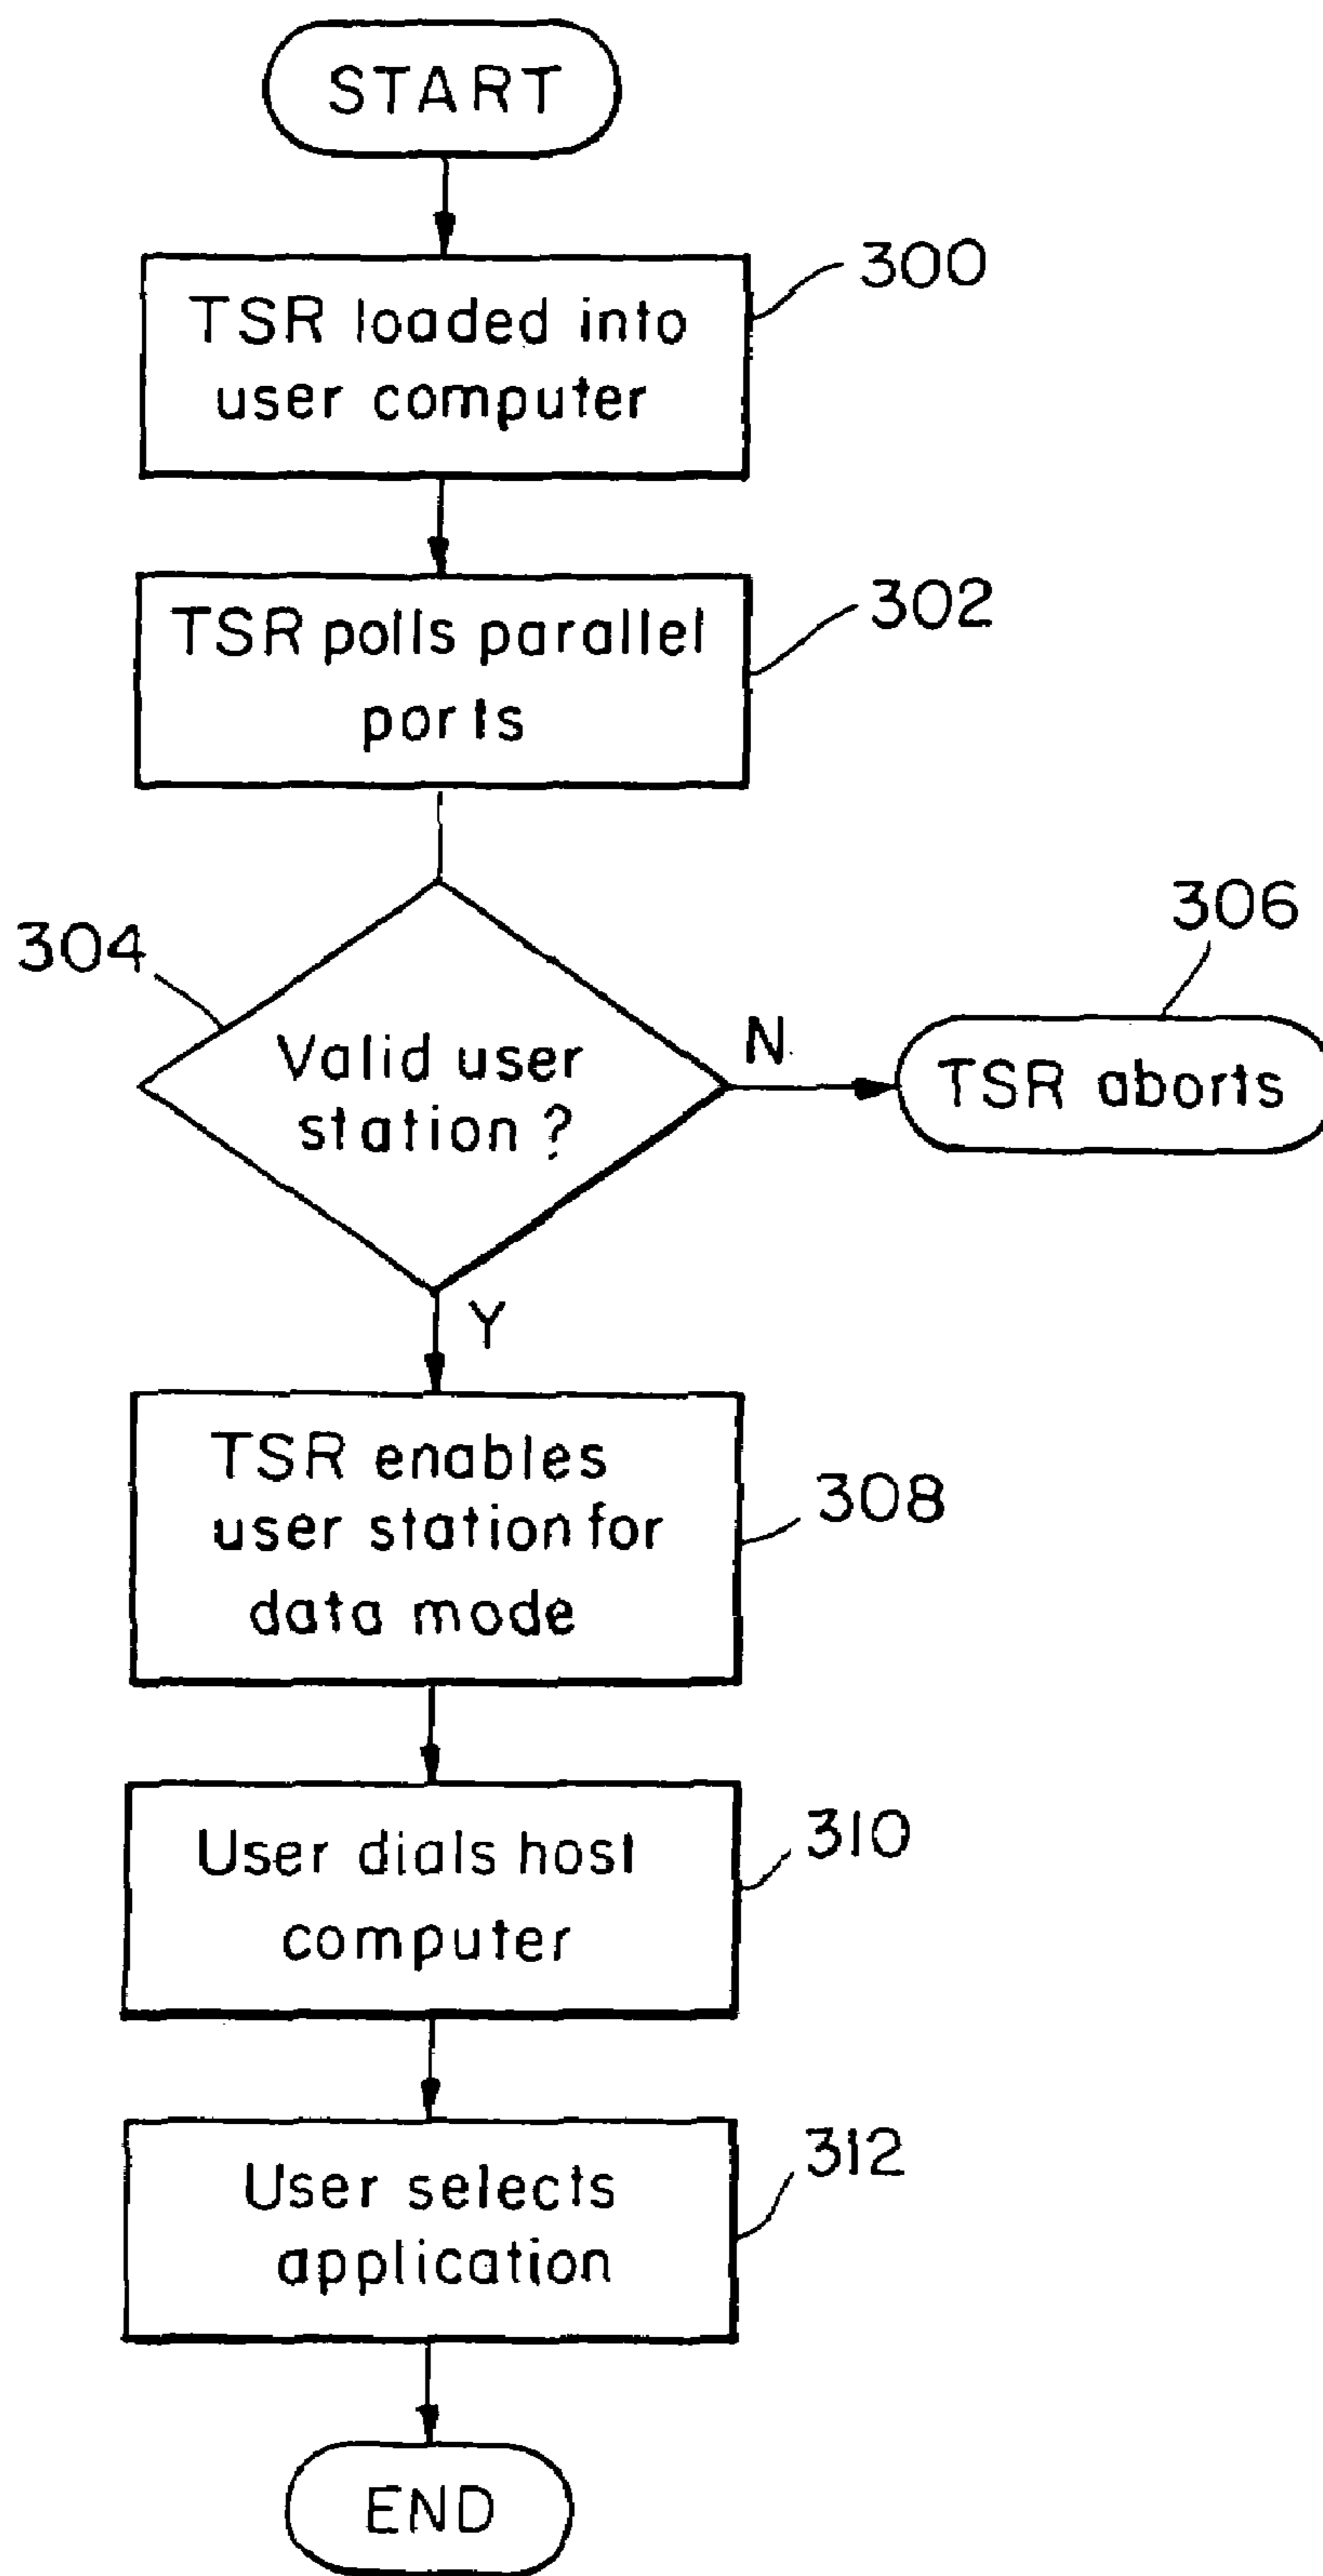 START
300
TSR loaded into
user computer
302
TSR polls parallel
ports
304
306
Valid user
station ?
N
TSR aborts
Y
TSR enables
user station for
data mode
308
User dials host
computer
310
User selects
application
312
END